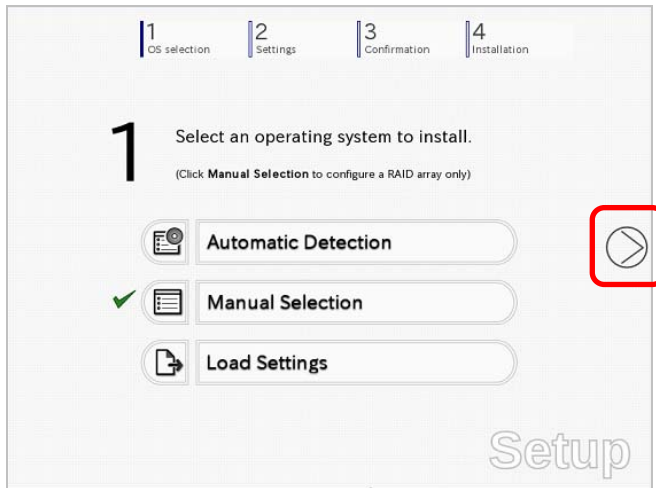 1 2 3 4
OS selection Settings Confirmation Installation
1 Select an operating system to install.
(Click Manual Selection to configure a RAID array only)
Automatic Detection
Manual Selection
Load Settings
Setup